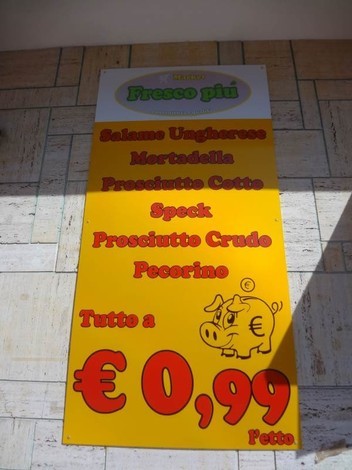 Fresco più
Salame Ungherese
Mortadella
Prosciutto Cotto
Speck
Prosciutto Crudo
Pecorino
€
€
Tutto a
€ 0,99
l'etto